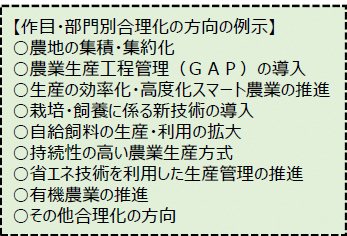 【作目・部門別合理化の方向の例示】
○農地の集積・集約化
○農業生産工程管理（ＧＡＰ）の導入
○生産の効率化・高度化スマート農業の推進
○栽培・飼養に係る新技術の導入
○自給飼料の生産・利用の拡大
○持続性の高い農業生産方式
○省エネ技術を利用した生産管理の推進
○有機農業の推進
○その他合理化の方向